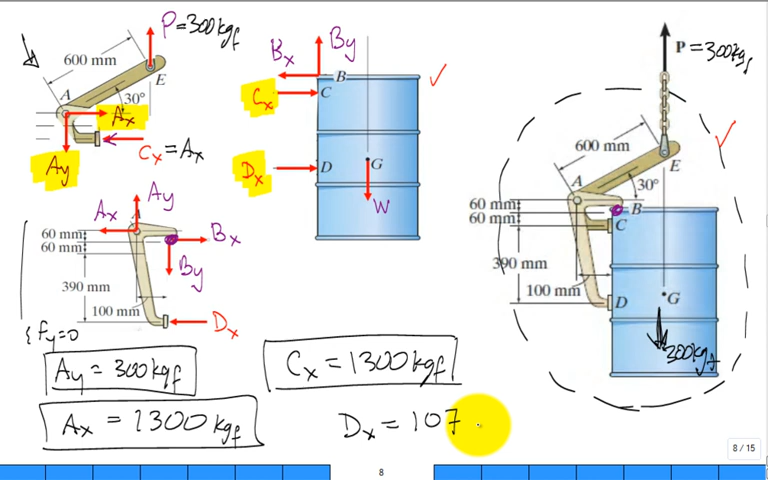 P=300kgf
600 mm
E
A
30°
Ax
Cx = Ax
Ay
By
Bx
B
Cx
C
Dx
D
G
W
P=300kgf
600 mm
E
A
30°
60 mm
B
60 mm
C
390 mm
100 mm
D
G
300kgf
Ay
Ax
A
60 mm
60 mm
Bx
By
390 mm
100 mm
Dx
{ Fy=0
Ay = 300kgf
Cx = 1300kgf
Ax = 1300kgf
Dx = 107
8 / 15
8